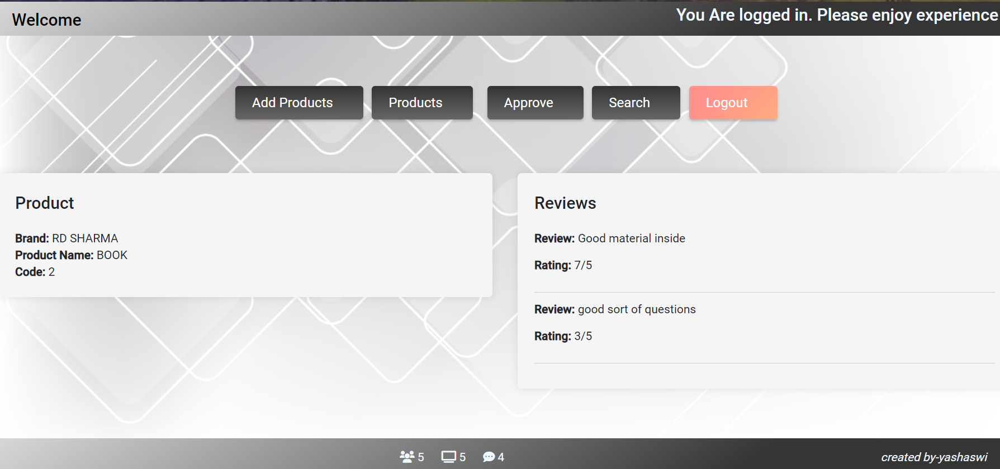 Welcome
You Are logged in. Please enjoy experience
Add Products
Products
Approve
Search
Logout
Product
Brand: RD SHARMA
Product Name: BOOK
Code: 2
Reviews
Review: Good material inside
Rating: 7/5
Review: good sort of questions
Rating: 3/5
5
5
4
created by-yashaswi